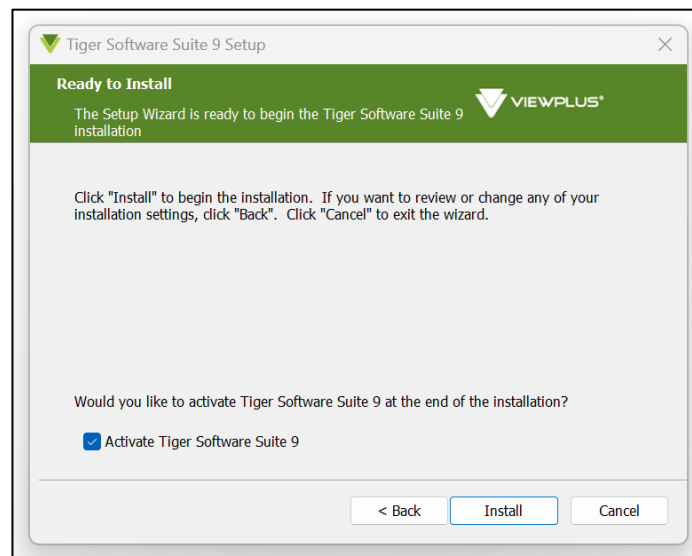 Tiger Software Suite 9 Setup
Ready to Install
The Setup Wizard is ready to begin the Tiger Software Suite 9
installation
VIEWPLUS®
Click "Install" to begin the installation. If you want to review or change any of your
installation settings, click "Back". Click "Cancel" to exit the wizard.
Would you like to activate Tiger Software Suite 9 at the end of the installation?
Activate Tiger Software Suite 9
< Back
Install
Cancel